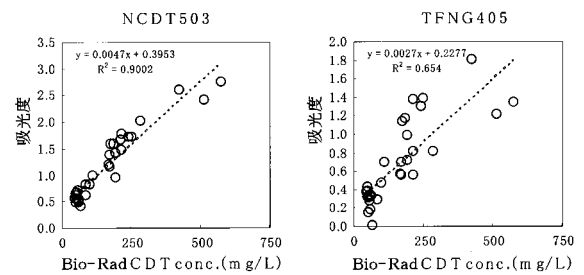 NCDT503
y = 0.0047x + 0.3953
R² = 0.9002
3.5
3.0
2.5
2.0
1.5
1.0
0.5
0.0
吸光度
0 250 500 750
Bio-Rad CDT conc.(mg/L)
TFNG405
y = 0.0027x + 0.2277
R² = 0.654
2.0
1.8
1.6
1.4
1.2
1.0
0.8
0.6
0.4
0.2
0.0
吸光度
0 250 500 750
Bio-Rad CDT conc.(mg/L)